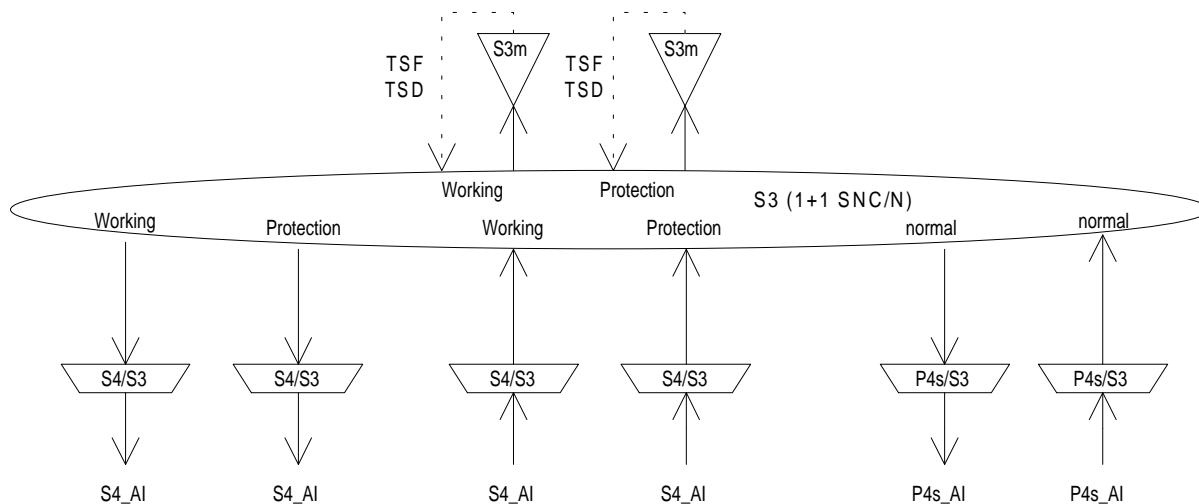 S3m
S3m
TSF
TSD
TSF
TSD
Working
Protection
S3 (1+1 SNC/N)
Working
Protection
Working
Protection
normal
normal
S4/S3
S4/S3
S4/S3
S4/S3
P4s/S3
P4s/S3
S4_AI
S4_AI
S4_AI
S4_AI
P4s_AI
P4s_AI